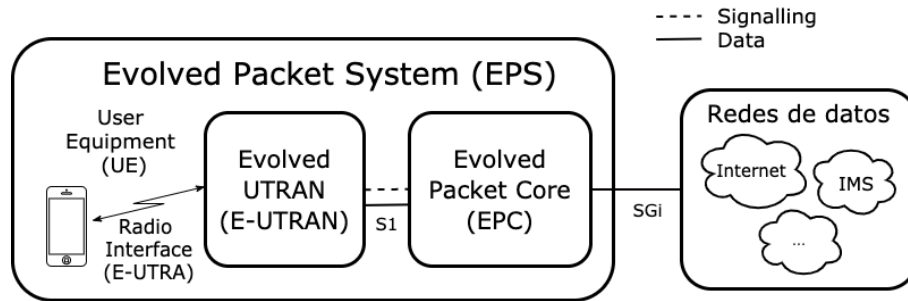 Signalling
Data
Evolved Packet System (EPS)
User
Equipment
(UE)
Radio
Interface
(E-UTRA)
Evolved
UTRAN
(E-UTRAN)
S1
Evolved
Packet Core
(EPC)
SGi
Redes de datos
Internet
IMS
...